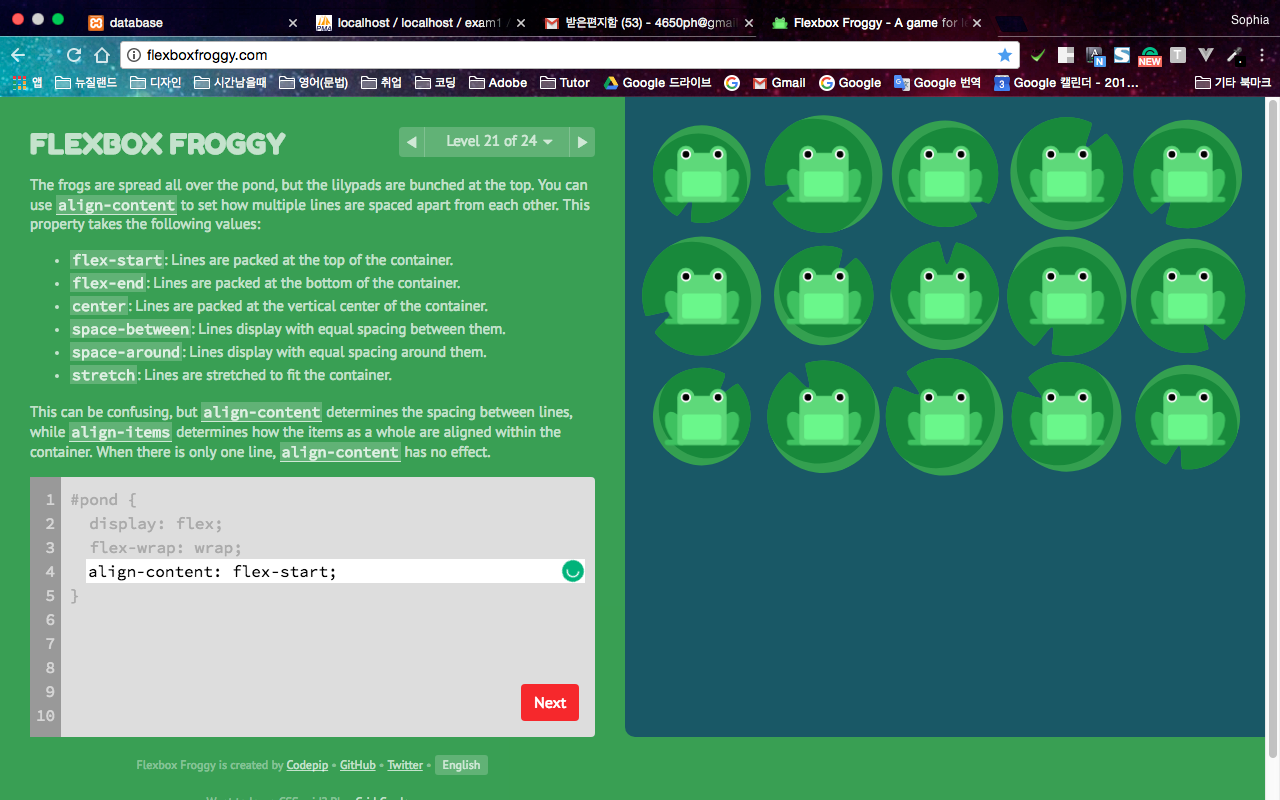 database
localhost / localhost / exam1 /
받은편지함 (53) - 4650ph@gmai
Flexbox Froggy - A game for l
Sophia
flexboxfroggy.com
N
NEW
T
앱
뉴질랜드
디자인
시간남을때
영어(문법)
취업
코딩
Adobe
Tutor
Google 드라이브
Gmail
Google
Google 번역
3
Google 캘린더 - 201...
기타 북마크
FLEXBOX FROGGY
Level 21 of 24
The frogs are spread all over the pond, but the lilypads are bunched at the top. You can
use align-content to set how multiple lines are spaced apart from each other. This
property takes the following values:
• flex-start: Lines are packed at the top of the container.
• flex-end: Lines are packed at the bottom of the container.
• center: Lines are packed at the vertical center of the container.
• space-between: Lines display with equal spacing between them.
• space-around: Lines display with equal spacing around them.
• stretch: Lines are stretched to fit the container.
This can be confusing, but align-content determines the spacing between lines,
while align-items determines how the items as a whole are aligned within the
container. When there is only one line, align-content has no effect.
1 #pond {
2 display: flex;
3 flex-wrap: wrap;
4 align-content: flex-start;
5 }
6
7
8
9
10
Next
Flexbox Froggy is created by Codepip • GitHub • Twitter • English